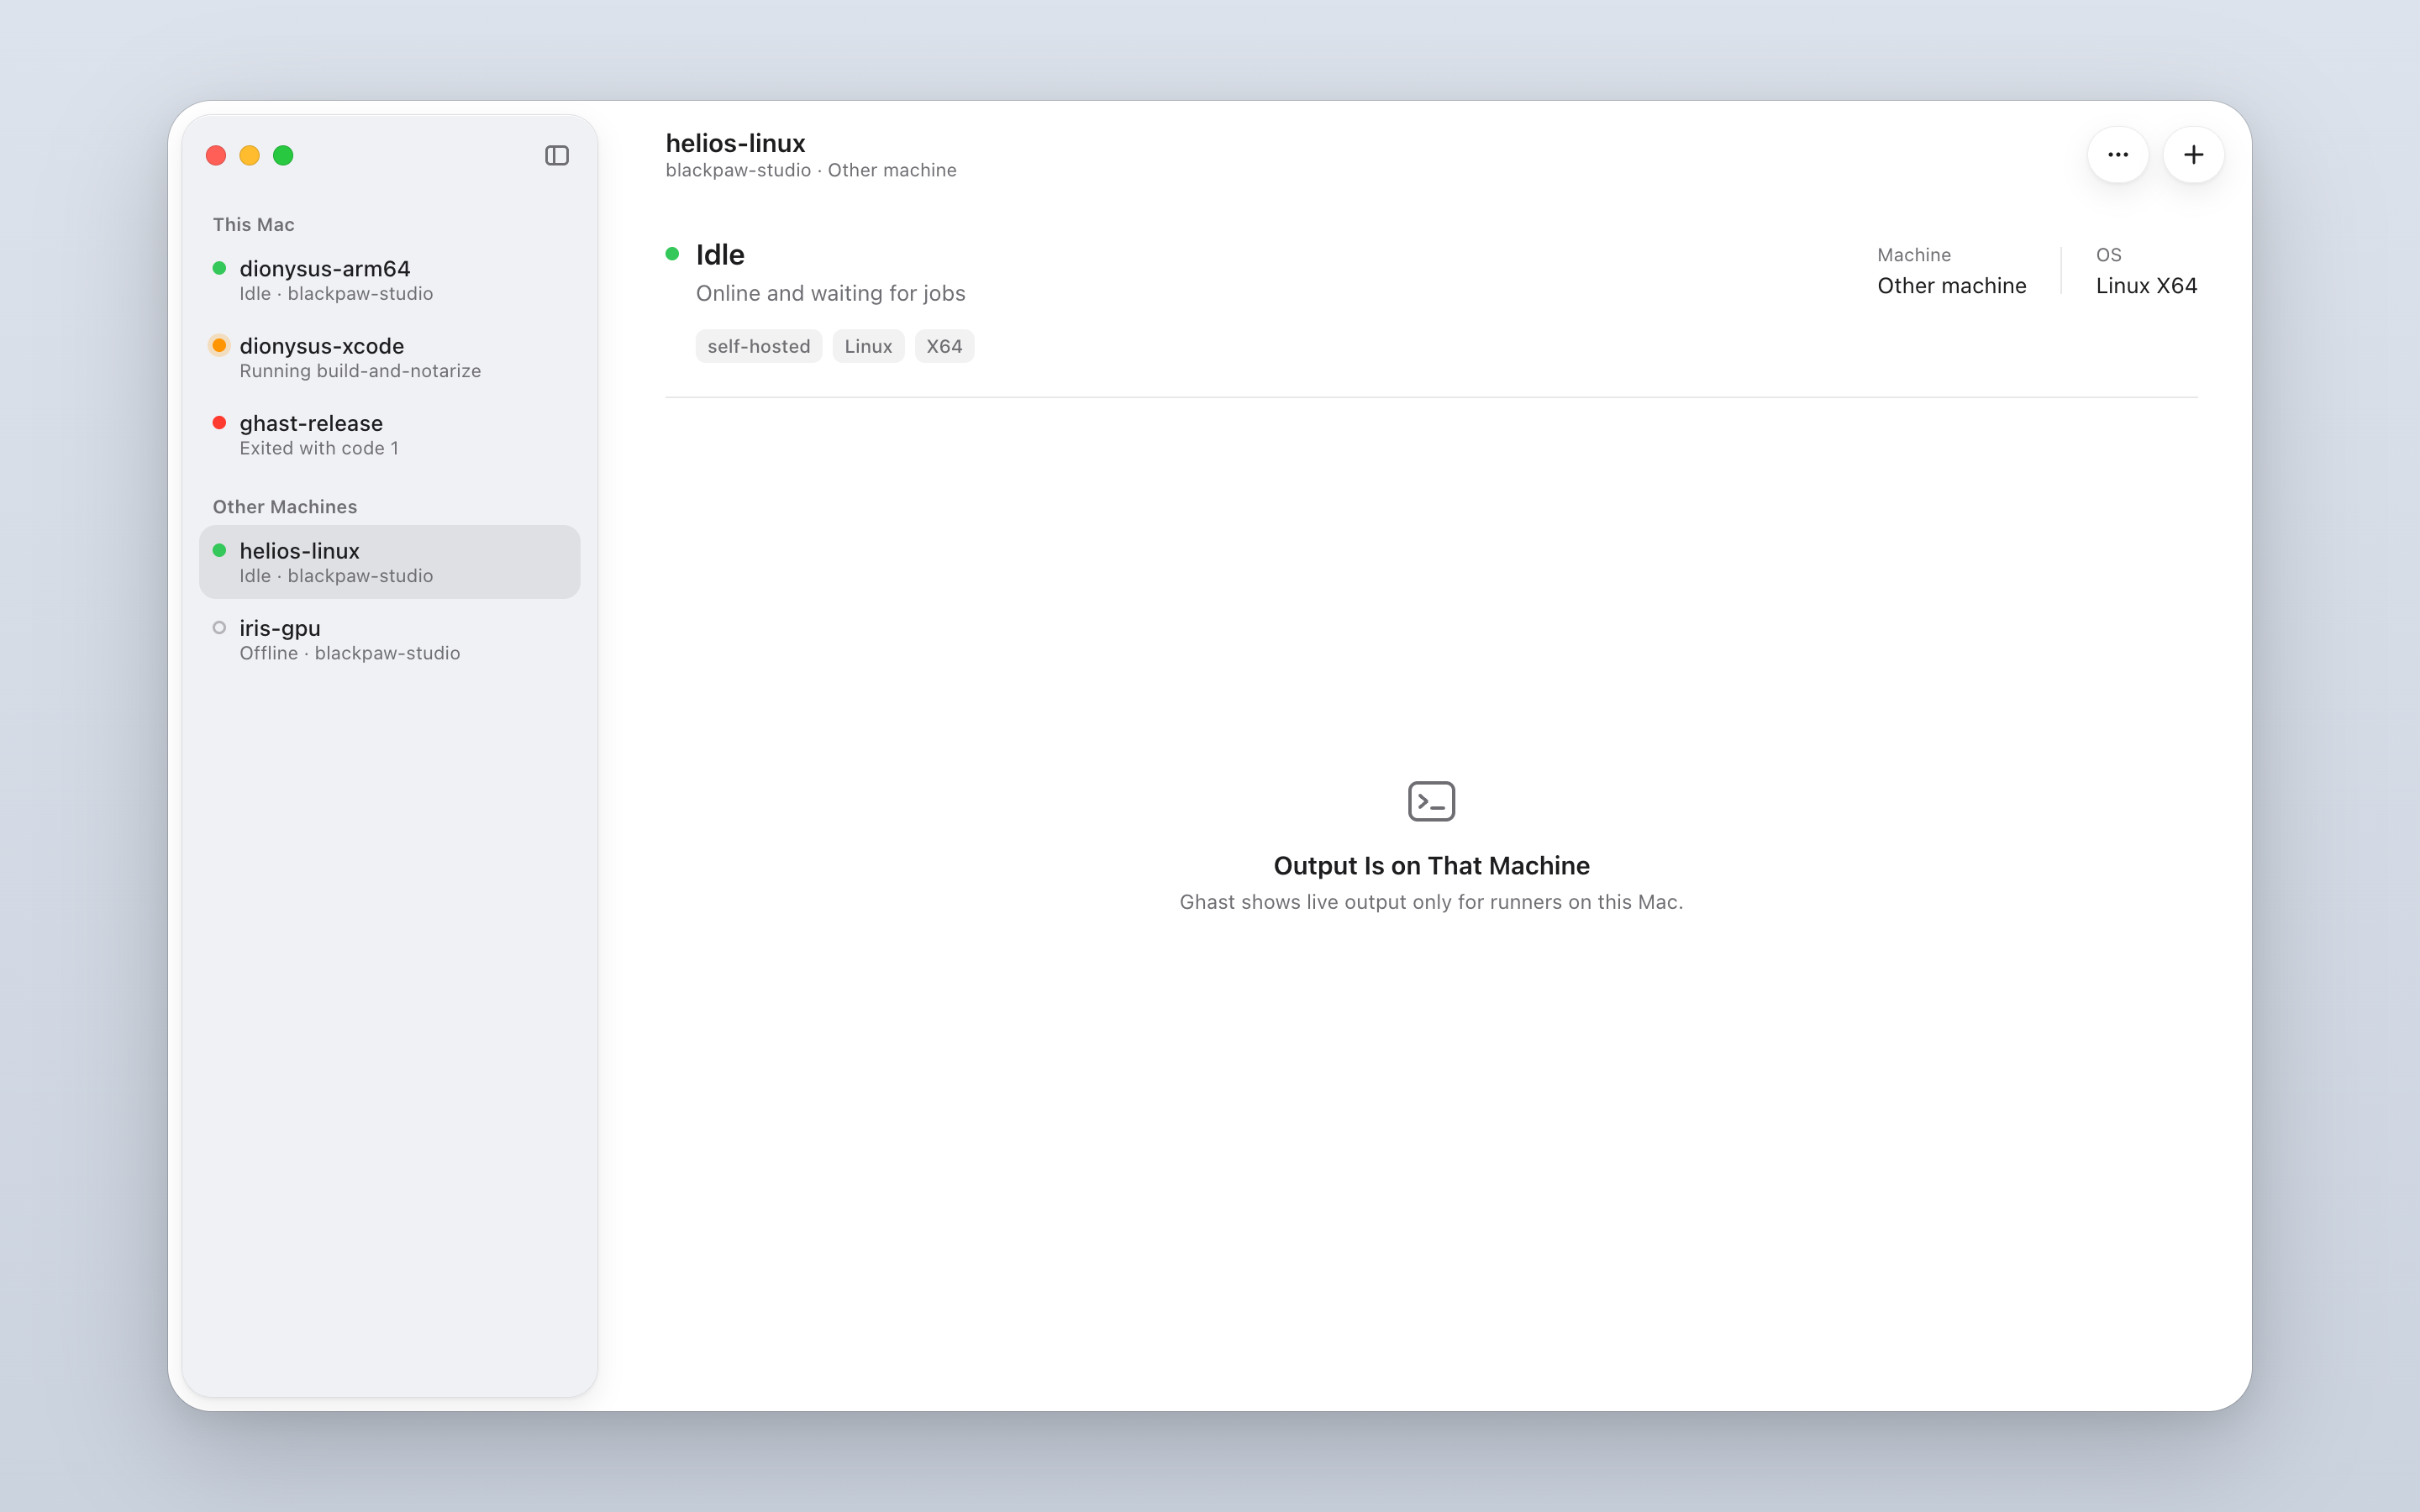 This Mac
dionysus-arm64
Idle · blackpaw-studio
dionysus-xcode
Running build-and-notarize
ghast-release
Exited with code 1
Other Machines
helios-linux
Idle · blackpaw-studio
iris-gpu
Offline · blackpaw-studio
helios-linux
blackpaw-studio · Other machine
Idle
Online and waiting for jobs
self-hosted Linux X64
Machine
Other machine
OS
Linux X64
Output Is on That Machine
Ghast shows live output only for runners on this Mac.